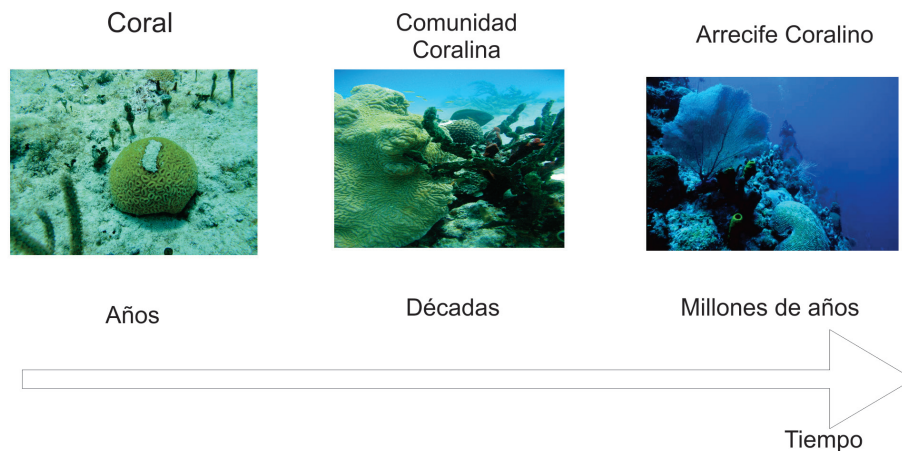 Coral
Comunidad
Coralina
Arrecife Coralino
Años
Décadas
Millones de años
Tiempo